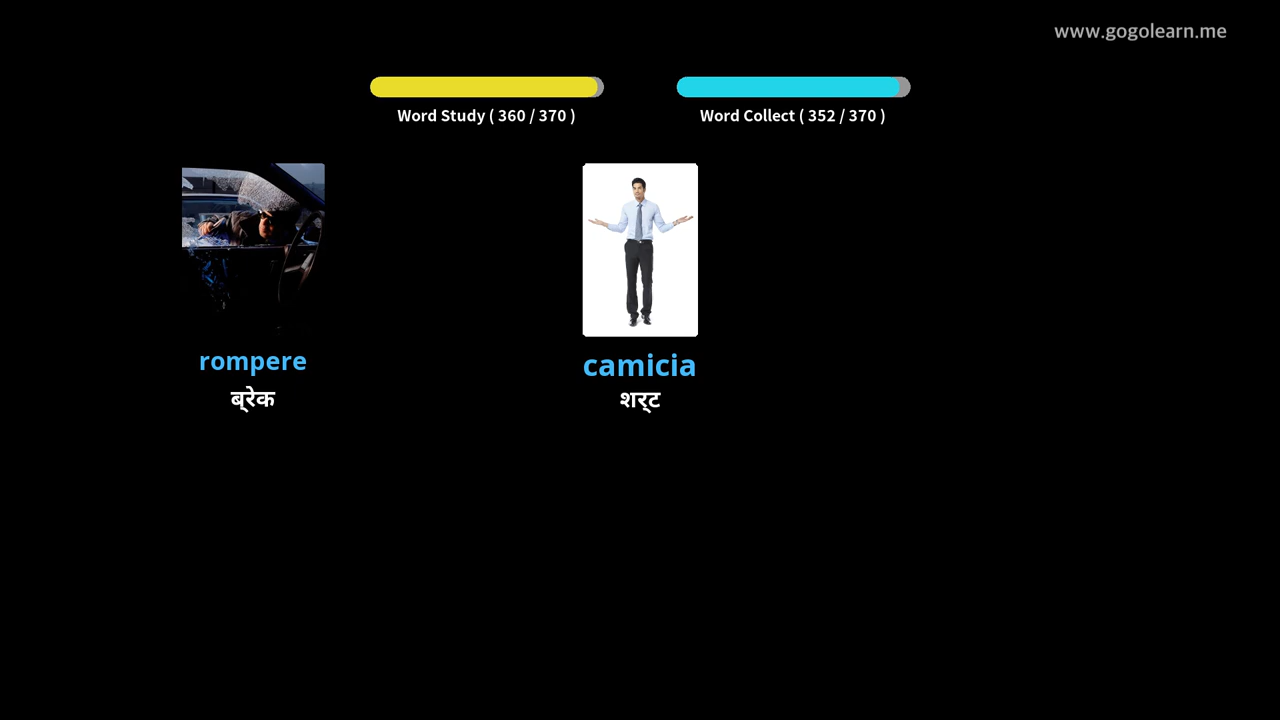 www.gogolearn.me
Word Study ( 360 / 370 )
Word Collect ( 352 / 370 )
rompere
ब्रेक
camicia
शर्ट